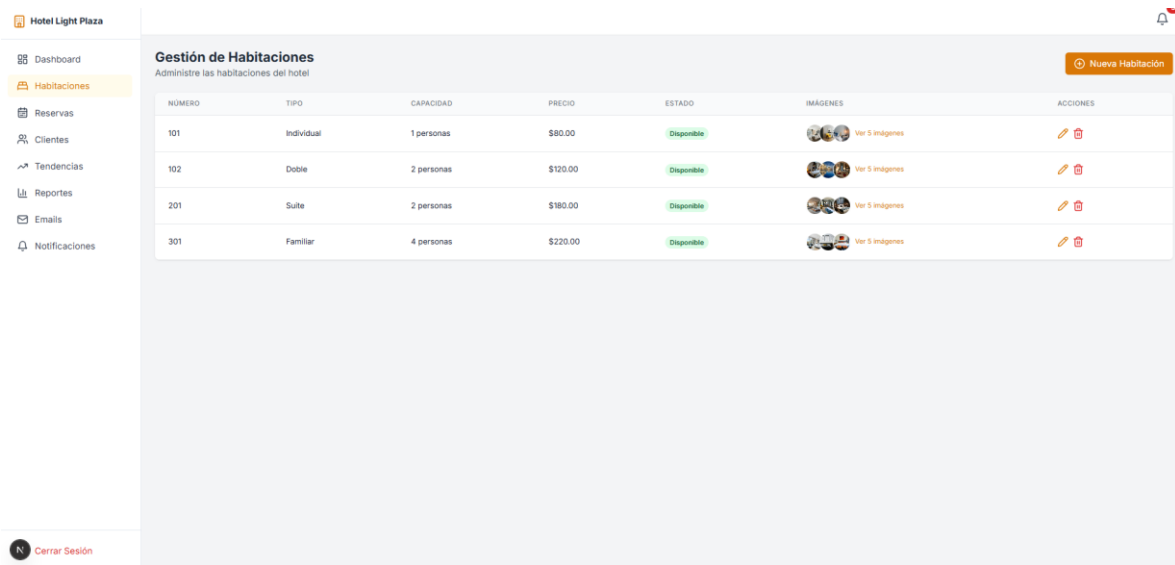 Hotel Light Plaza
Dashboard
Habitaciones
Reservas
Clientes
Tendencias
Reportes
Emails
Notificaciones
N
Cerrar Sesión
Gestión de Habitaciones
Administre las habitaciones del hotel
Nueva Habitación
NÚMERO TIPO CAPACIDAD PRECIO ESTADO IMÁGENES ACCIONES
101 Individual 1 personas $80.00 Disponible Ver 5 imágenes
102 Doble 2 personas $120.00 Disponible Ver 5 imágenes
201 Suite 2 personas $180.00 Disponible Ver 5 imágenes
301 Familiar 4 personas $220.00 Disponible Ver 5 imágenes